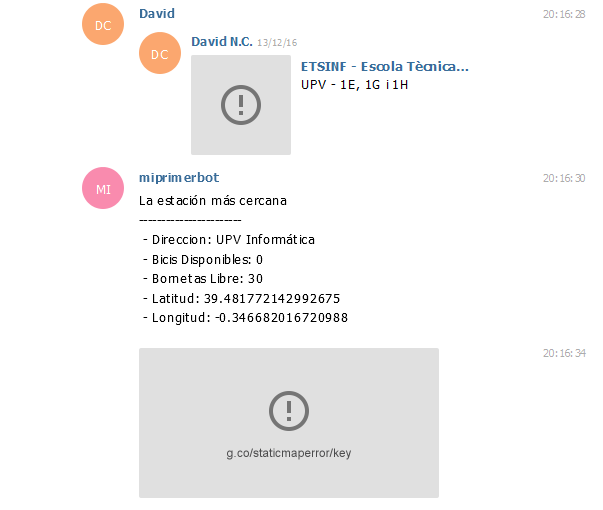 DC
David
20:16:28
DC
David N.C. 13/12/16
ETSINF - Escola Tècnica...
UPV - 1E, 1G i 1H
MI
miprimerbot
20:16:30
La estación más cercana
-----------------------
- Direccion: UPV Informática
- Bicis Disponibles: 0
- Bornetas Libre: 30
- Latitud: 39.481772142992675
- Longitud: -0.346682016720988
20:16:34
g.co/staticmaperror/key